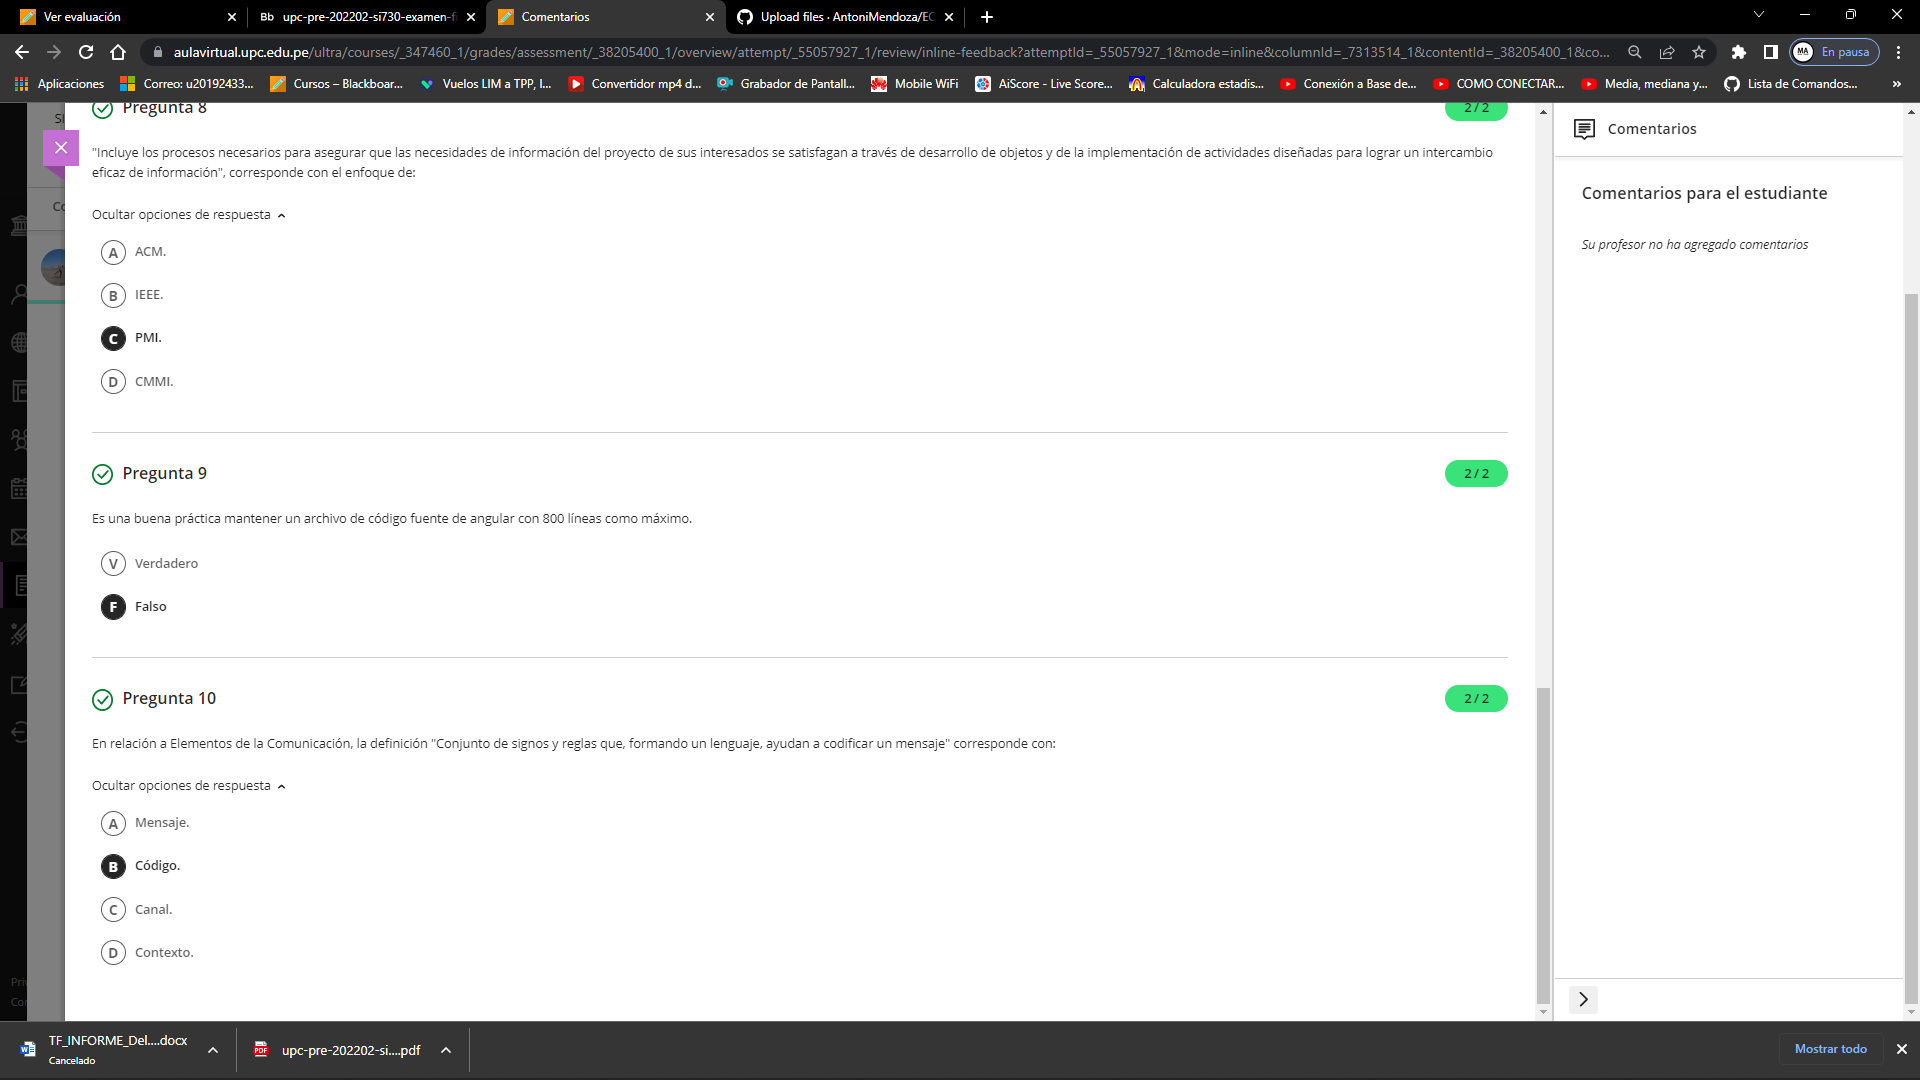 Ver evaluación
Bb upc-pre-202202-si730-examen-f
Comentarios
Upload files · AntoniMendoza/EC
aulavirtual.upc.edu.pe/ultra/courses/_347460_1/grades/assessment/_38205400_1/overview/attempt/_55057927_1/review/inline-feedback?attemptId=_55057927_1&mode=inline&columnId=_7313514_1&contentId=_38205400_1&co...
MA En pausa
Aplicaciones
Correo: u20192433...
Cursos – Blackboar...
Vuelos LIM a TPP, l...
Convertidor mp4 d...
Grabador de Pantall...
Mobile WiFi
AiScore - Live Score...
Calculadora estadis...
Conexión a Base de...
COMO CONECTAR...
Media, mediana y...
Lista de Comandos...
»
Pregunta 8
2 / 2
"Incluye los procesos necesarios para asegurar que las necesidades de información del proyecto de sus interesados se satisfagan a través de desarrollo de objetos y de la implementación de actividades diseñadas para lograr un intercambio
eficaz de información", corresponde con el enfoque de:
Ocultar opciones de respuesta
A ACM.
B IEEE.
C PMI.
D CMMI.
Pregunta 9
2 / 2
Es una buena práctica mantener un archivo de código fuente de angular con 800 líneas como máximo.
V Verdadero
F Falso
Pregunta 10
2 / 2
En relación a Elementos de la Comunicación, la definición "Conjunto de signos y reglas que, formando un lenguaje, ayudan a codificar un mensaje" corresponde con:
Ocultar opciones de respuesta
A Mensaje.
B Código.
C Canal.
D Contexto.
Comentarios
Comentarios para el estudiante
Su profesor no ha agregado comentarios
TF_INFORME_Del....docx
Cancelado
PDF
upc-pre-202202-si....pdf
Mostrar todo